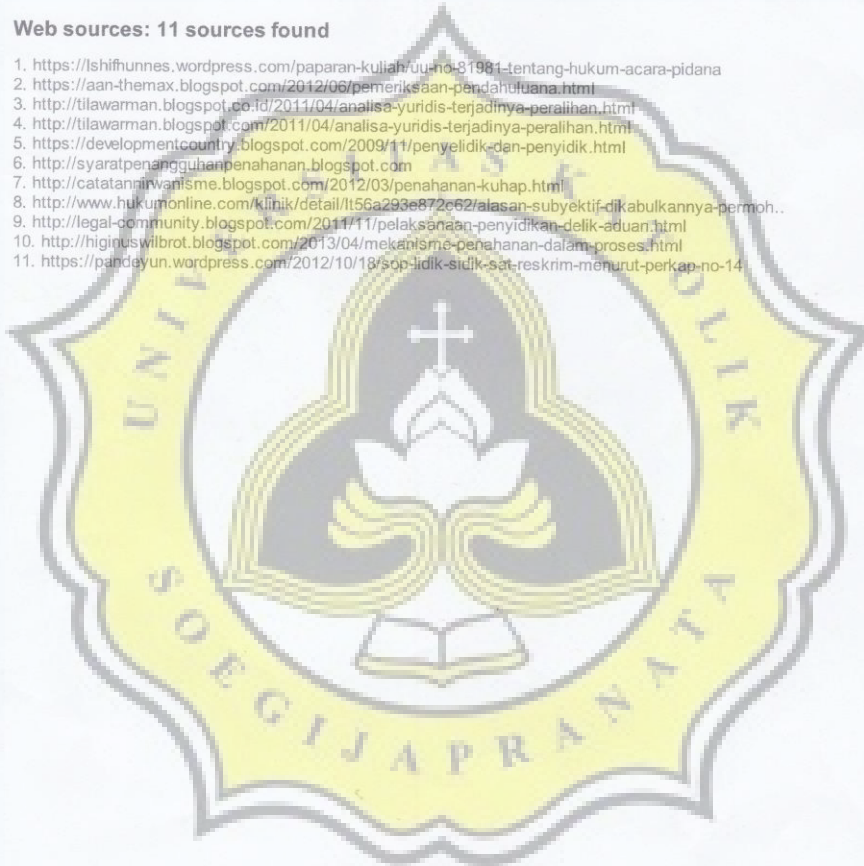 Web sources: 11 sources found
1. https://lshifhunnes.wordpress.com/paparan-kuliah/uu-no-81981-tentang-hukum-acara-pidana
2. https://aan-themax.blogspot.com/2012/06/pemeriksaan-pendahuluana.html
3. http://tilawarman.blogspot.co.id/2011/04/analisa-yuridis-terjadinya-peralihan.html
4. http://tilawarman.blogspot.com/2011/04/analisa-yuridis-terjadinya-peralihan.html
5. https://developmentcountry.blogspot.com/2009/11/penyelidik-dan-penyidik.html
6. http://syaratpenangguhanpenahanan.blogspot.com
7. http://catatannirwanisme.blogspot.com/2012/03/penahanan-kuhap.html
8. http://www.hukumonline.com/klinik/detail/lt56a293e872c62/alasan-subyektif-dikabulkannya-permoh..
9. http://legal-community.blogspot.com/2011/11/pelaksanaan-penyidikan-delik-aduan.html
10. http://higinuswilbrot.blogspot.com/2013/04/mekanisme-penahanan-dalam-proses.html
11. https://pandeyun.wordpress.com/2012/10/18/sop-lidik-sidik-sat-reskrim-menurut-perkap-no-14
UNIVERSITAS KATOLIK
SOEGIJAPRANATA